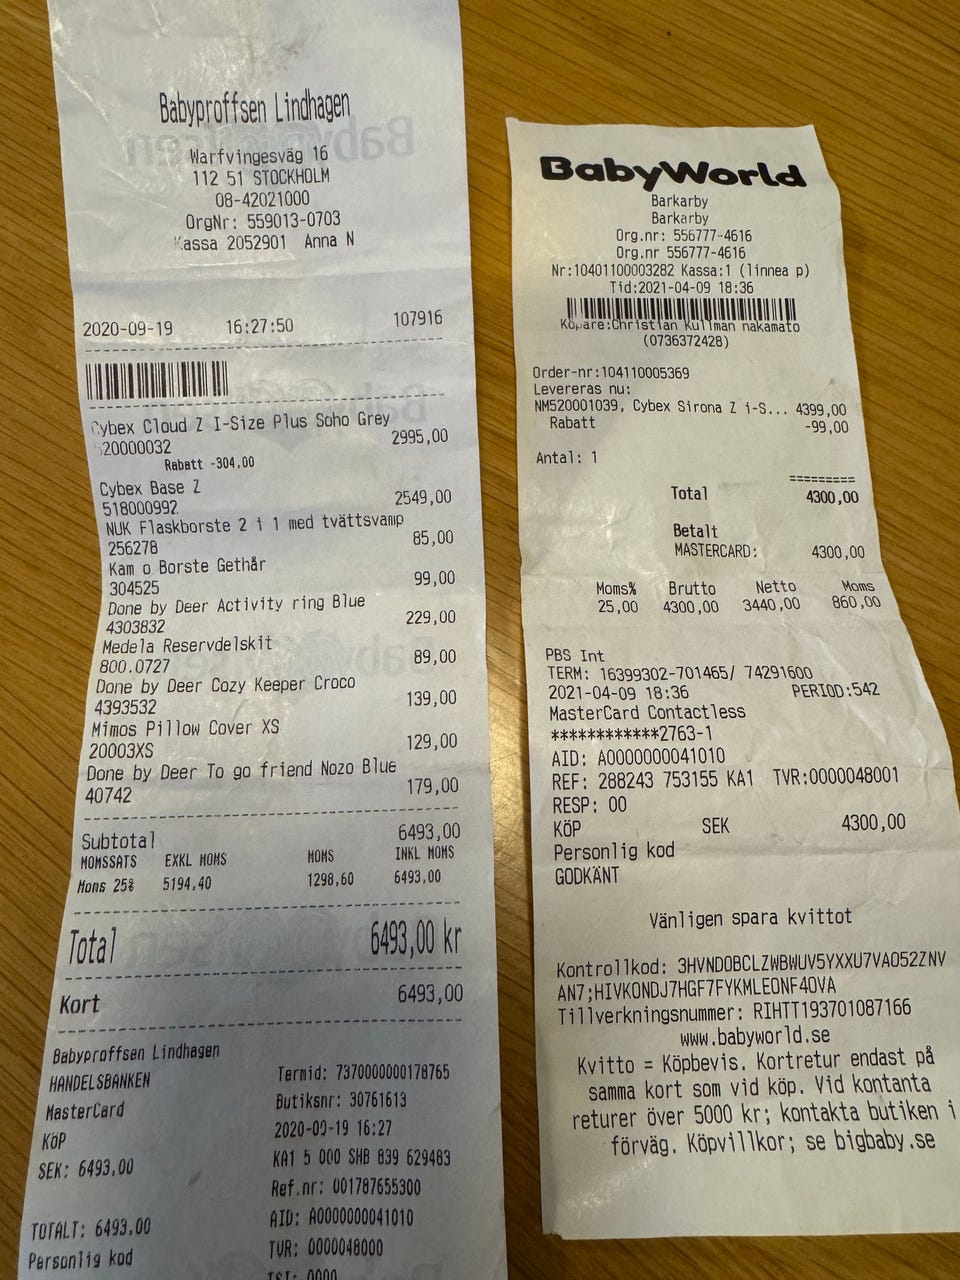 Babyproffsen Lindhagen
Warfvingesväg 16
112 51 STOCKHOLM
08-42021000
OrgNr: 559013-0703
Kassa 2052901 Anna N
2020-09-19 16:27:50 107916
Cybex Cloud Z I-Size Plus Soho Grey
520000032 2995,00
Rabatt -304,00
Cybex Base Z
518000992 2549,00
NUK Flaskborste 2 i 1 med tvättsvamp
256278 85,00
Kam o Borste Gethår
304525 99,00
Done by Deer Activity ring Blue
4303832 229,00
Medela Reservdelskit
800.0727 89,00
Done by Deer Cozy Keeper Croco
4393532 139,00
Mimos Pillow Cover XS
20003XS 129,00
Done by Deer To go friend Nozo Blue
40742 179,00
Subtotal 6493,00
MOMSSATS EXKL MOMS MOMS INKL MOMS
Moms 25% 5194,40 1298,60 6493,00
Total 6493,00 kr
Kort 6493,00
Babyproffsen Lindhagen
HANDELSBANKEN Termid: 7370000000178765
MasterCard Butiksnr: 30761613
KÖP 2020-09-19 16:27
SEK: 6493,00 KA1 5 000 SHB 839 629483
Ref.nr: 001787655300
TOTALT: 6493,00 AID: A0000000041010
Personlig kod TVR: 0000048000
TSI: 0000
BabyWorld
Barkarby
Barkarby
Org.nr: 556777-4616
Org.nr 556777-4616
Nr:10401100003282 Kassa:1 (linnea p)
Tid:2021-04-09 18:36
Köpare:Christian Kullman nakamato
(0736372428)
Order-nr:104110005369
Levereras nu:
NM520001039, Cybex Sirona Z i-S... 4399,00
Rabatt -99,00
Antal: 1
=========
Total 4300,00
Betalt
MASTERCARD: 4300,00
Moms% Brutto Netto Moms
25,00 4300,00 3440,00 860,00
PBS Int
TERM: 16399302-701465/ 74291600
2021-04-09 18:36 PERIOD:542
MasterCard Contactless
************2763-1
AID: A0000000041010
REF: 288243 753155 KA1 TVR:0000048001
RESP: 00
KÖP SEK 4300,00
Personlig kod
GODKÄNT
Vänligen spara kvittot
Kontrollkod: 3HVNDOBCLZWBWUV5YXXU7VAO52ZNV
AN7;HIVKONDJ7HGF7FYKMLEONF4OVA
Tillverkningsnummer: RIHTT193701087166
www.babyworld.se
Kvitto = Köpbevis. Kortretur endast på
samma kort som vid köp. Vid kontanta
returer över 5000 kr; kontakta butiken i
förväg. Köpvillkor; se bigbaby.se